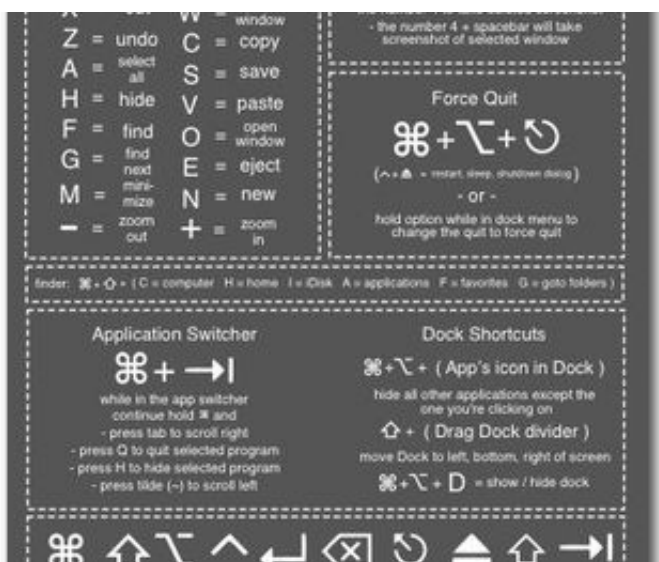 W = window
Z = undo
A = select all
H = hide
F = find
G = find next
M = mini-mize
− = zoom out
C = copy
S = save
V = paste
O = open window
E = eject
N = new
+ = zoom in
- the number 4 + spacebar will take
screenshot of selected window
Force Quit
⌘+⌥+⎋
(⌃+⏏ = restart, sleep, shutdown dialog)
- or -
hold option while in dock menu to
change the quit to force quit
finder: ⌘+⇧+ ( C = computer H = home I = iDisk A = applications F = favorites G = goto folders )
Application Switcher
⌘+⇥
while in the app switcher
continue hold ⌘ and
- press tab to scroll right
- press Q to quit selected program
- press H to hide selected program
- press tilde (~) to scroll left
Dock Shortcuts
⌘+⌥+ ( App's icon in Dock )
hide all other applications except the
one you're clicking on
⇧+ ( Drag Dock divider )
move Dock to left, bottom, right of screen
⌘+⌥+ D = show / hide dock
⌘ ⇧ ⌥ ⌃ ↵ ⌫ ⎋ ⏏ ⇧ ⇥